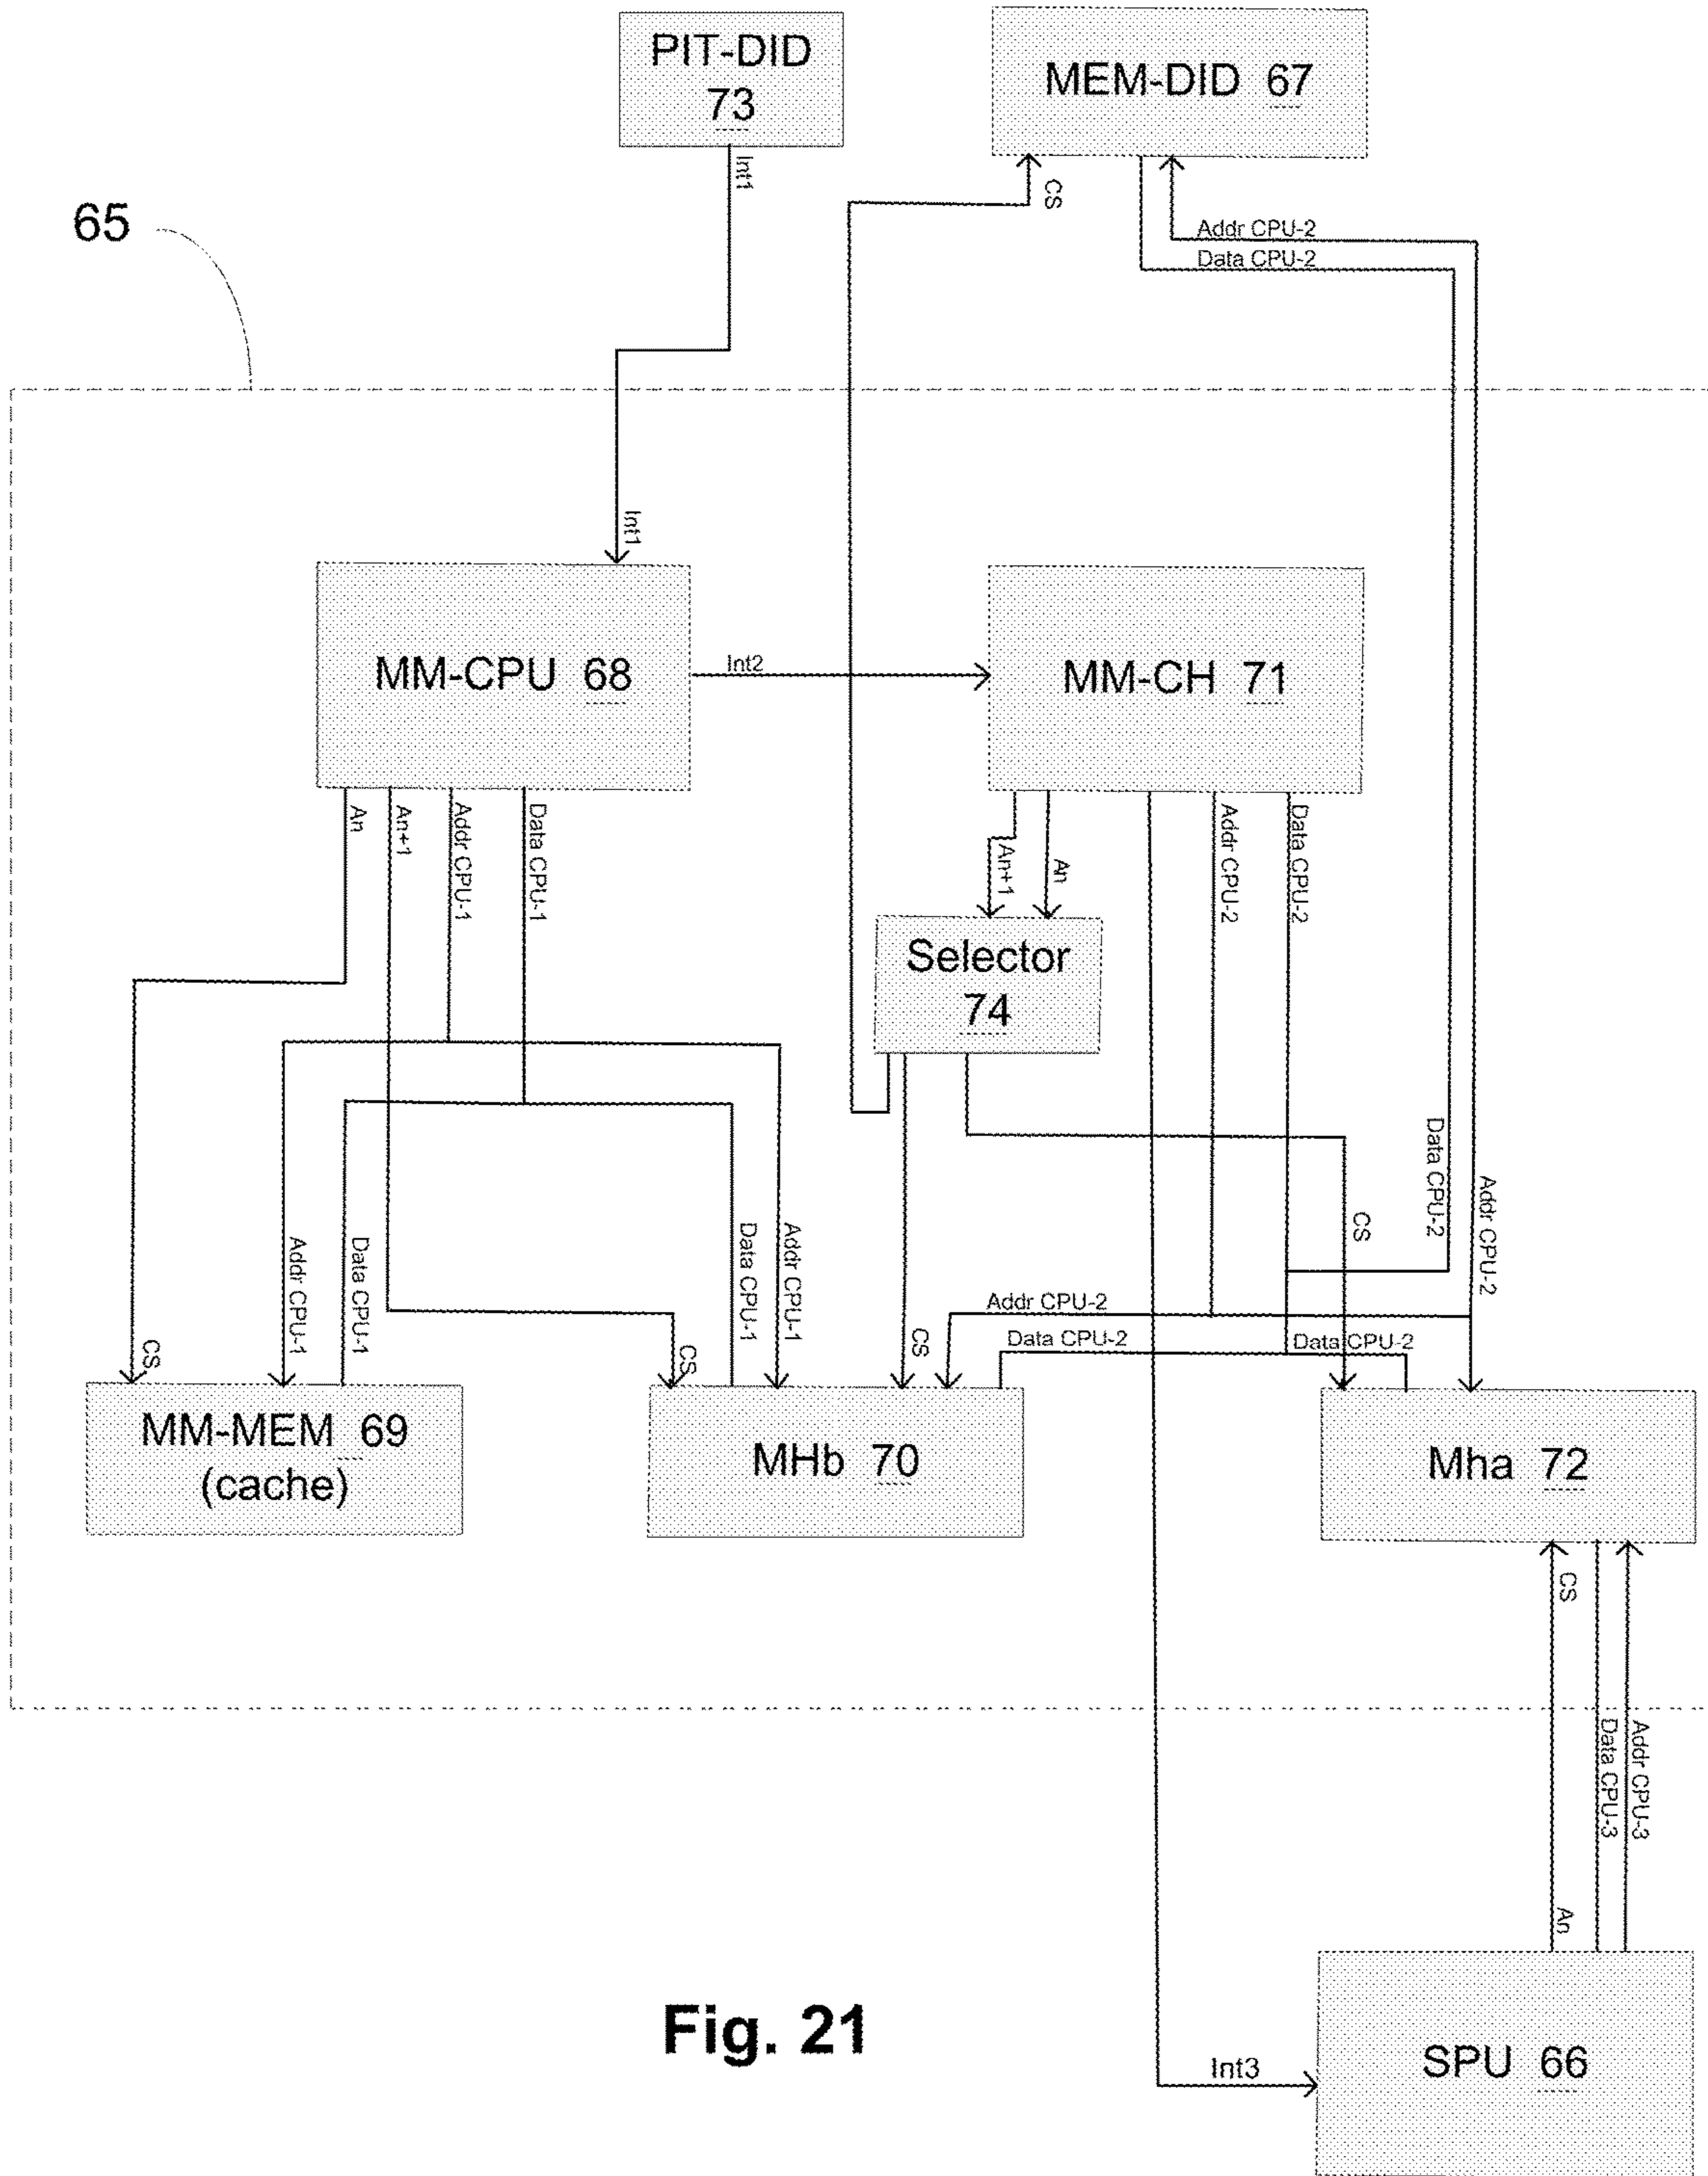 PIT-DID
73
MEM-DID 67
Int1
CS
65
Addr CPU-2
Data CPU-2
Int1
MM-CPU 68
Int2
MM-CH 71
An
An+1
Addr CPU-1
Data CPU-1
An+1
An
Addr CPU-2
Data CPU-2
Selector
74
Data CPU-2
Addr CPU-2
CS
Addr CPU-1
Data CPU-1
Data CPU-1
Addr CPU-1
Addr CPU-2
CS
CS
CS
Data CPU-2
Data CPU-2
MM-MEM 69
(cache)
MHb 70
Mha 72
CS
Data CPU-3
Addr CPU-3
An
Fig. 21
Int3
SPU 66